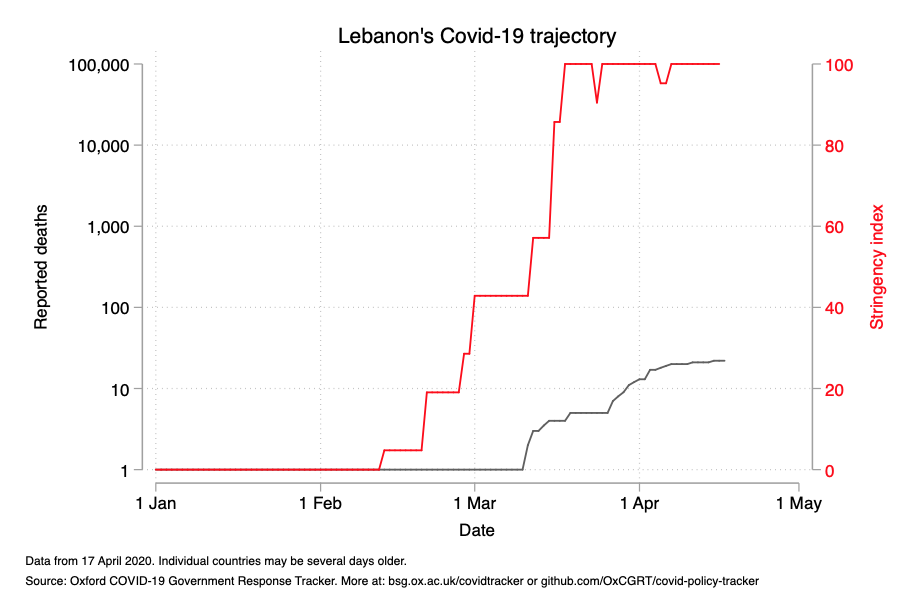 Lebanon's Covid-19 trajectory
100,000
10,000
1,000
100
10
1
Reported deaths
100
80
60
40
20
0
Stringency index
1 Jan
1 Feb
1 Mar
1 Apr
1 May
Date
Data from 17 April 2020. Individual countries may be several days older.
Source: Oxford COVID-19 Government Response Tracker. More at: bsg.ox.ac.uk/covidtracker or github.com/OxCGRT/covid-policy-tracker